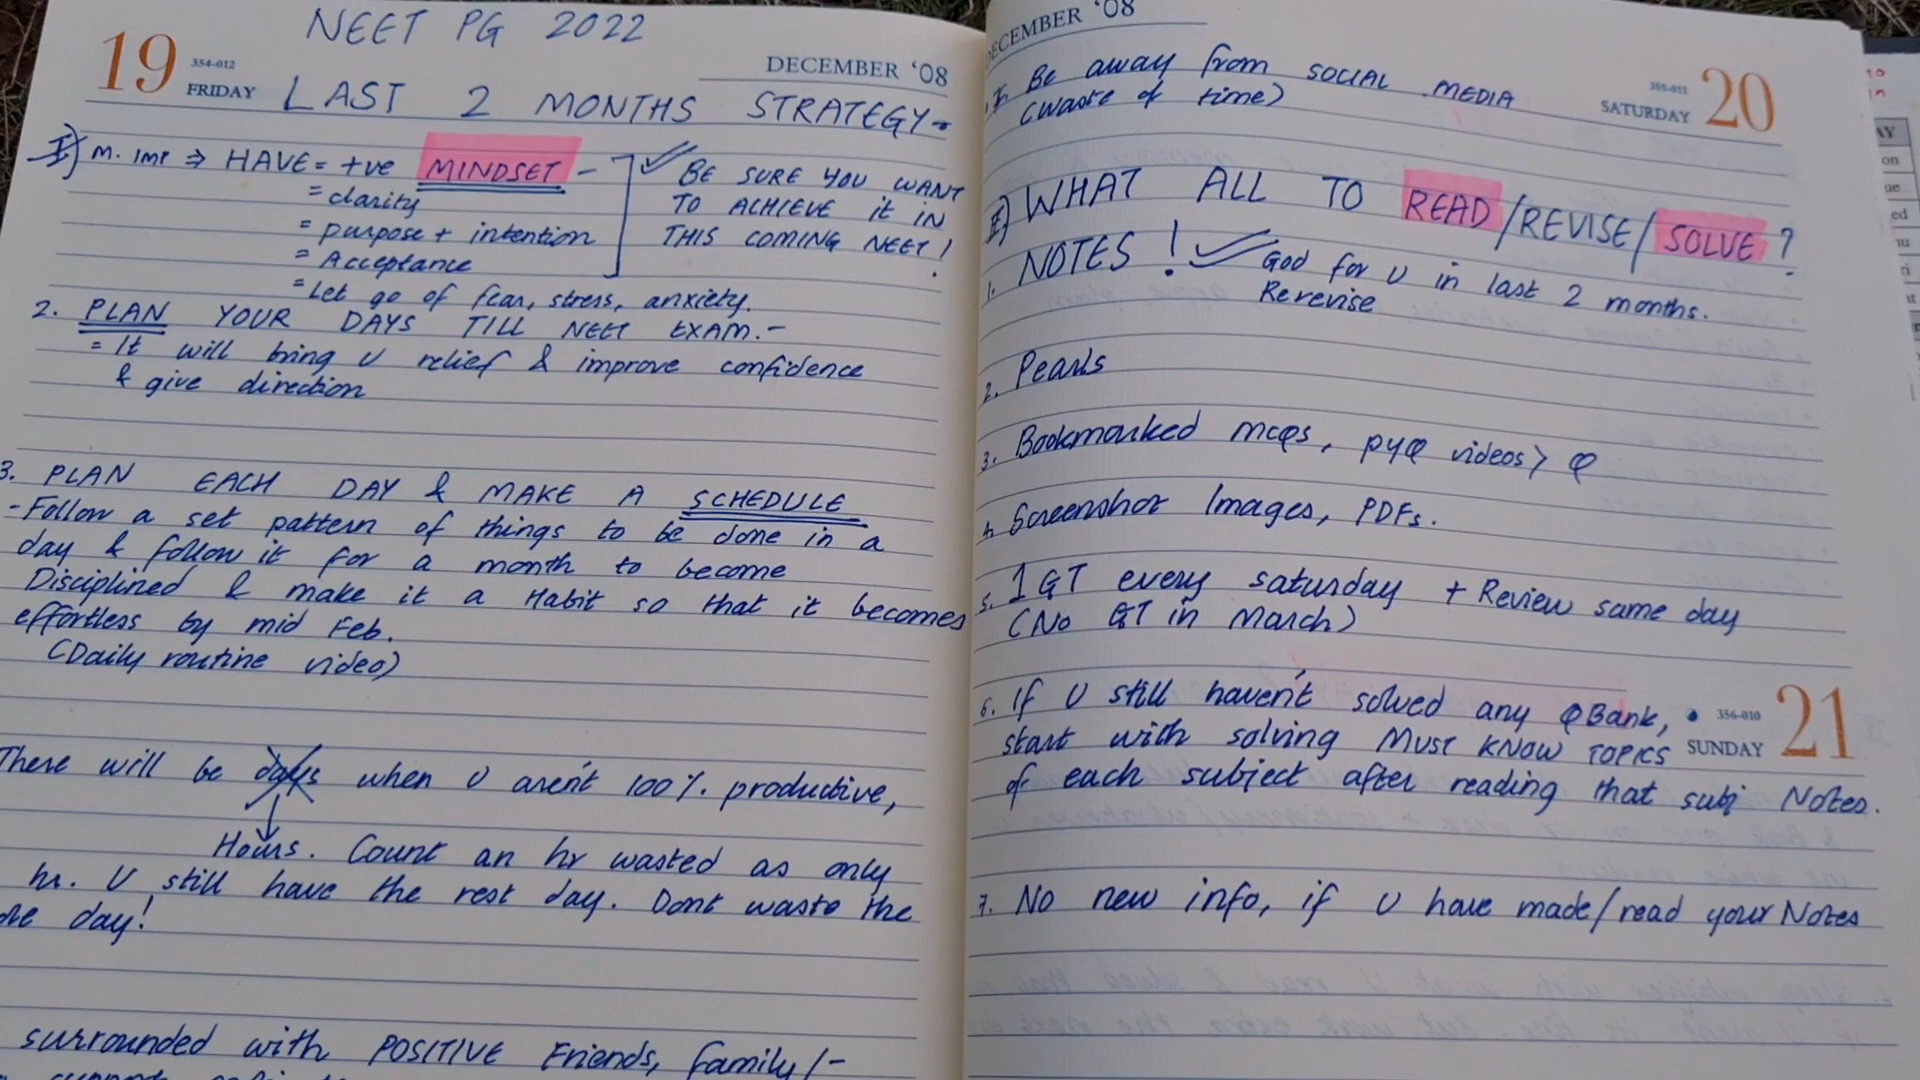 NEET PG 2022
19 354-012 FRIDAY
DECEMBER '08
LAST 2 MONTHS STRATEGY-
I) M. IMP ⇒ HAVE = +ve MINDSET -
= clarity
= purpose + intention
= Acceptance
= Let go of fear, stress, anxiety.
✓ BE SURE YOU WANT
TO ACHIEVE it IN
THIS COMING NEET!
2. PLAN YOUR DAYS TILL NEET EXAM.-
= It will bring U relief & improve confidence
& give direction
3. PLAN EACH DAY & MAKE A SCHEDULE
-Follow a set pattern of things to be done in a
day & follow it for a month to become
Disciplined & make it a Habit so that it becomes
effortless by mid Feb.
(Daily routine video)
There will be days when U aren't 100% productive,
Hours. Count an hr wasted as only
hr. U still have the rest day. Dont waste the
day!
surrounded with POSITIVE Friends, family/-
DECEMBER '08
355-011 SATURDAY 20
Be away from SOCIAL MEDIA
(waste of time)
II) WHAT ALL TO READ/REVISE/SOLVE?
1. NOTES! ✓ God for U in last 2 months.
Rerevise
2. Pearls
3. Bookmarked mcqs, pyq videos> Q
4. Screenshot Images, PDFs.
5. 1 GT every saturday + Review same day
(No GT in March)
6. If U still haven't solved any QBank,
start with solving MUST KNOW TOPICS
of each subject after reading that subj Notes.
356-010 SUNDAY 21
7. No new info, if U have made/read your Notes